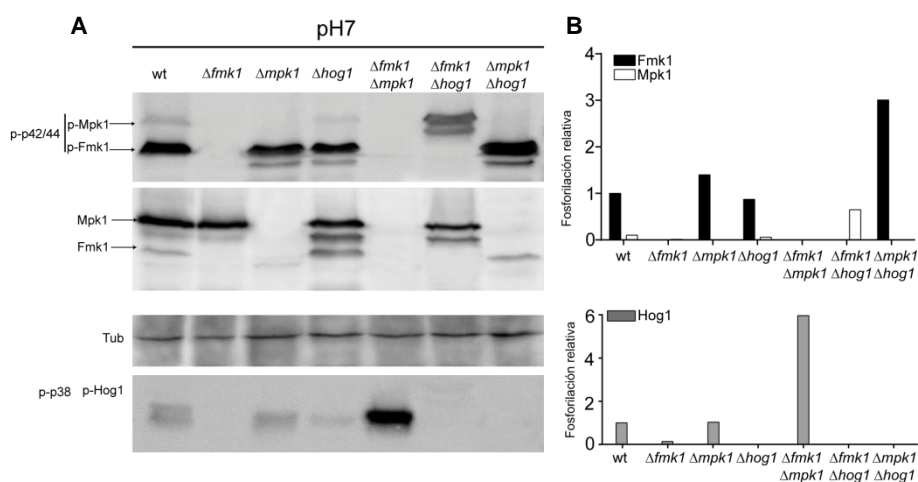 A
pH7
wt Δfmk1 Δmpk1 Δhog1 Δfmk1 Δmpk1 Δfmk1 Δhog1 Δmpk1 Δhog1
p-p42/44
p-Mpk1
p-Fmk1
Mpk1
Fmk1
Tub
p-p38 p-Hog1
B
Fmk1
Mpk1
Fosforilación relativa
4
3
2
1
0
wt Δfmk1 Δmpk1 Δhog1 Δfmk1 Δmpk1 Δfmk1 Δhog1 Δmpk1 Δhog1
Hog1
Fosforilación relativa
6
4
2
0
wt Δfmk1 Δmpk1 Δhog1 Δfmk1 Δmpk1 Δfmk1 Δhog1 Δmpk1 Δhog1